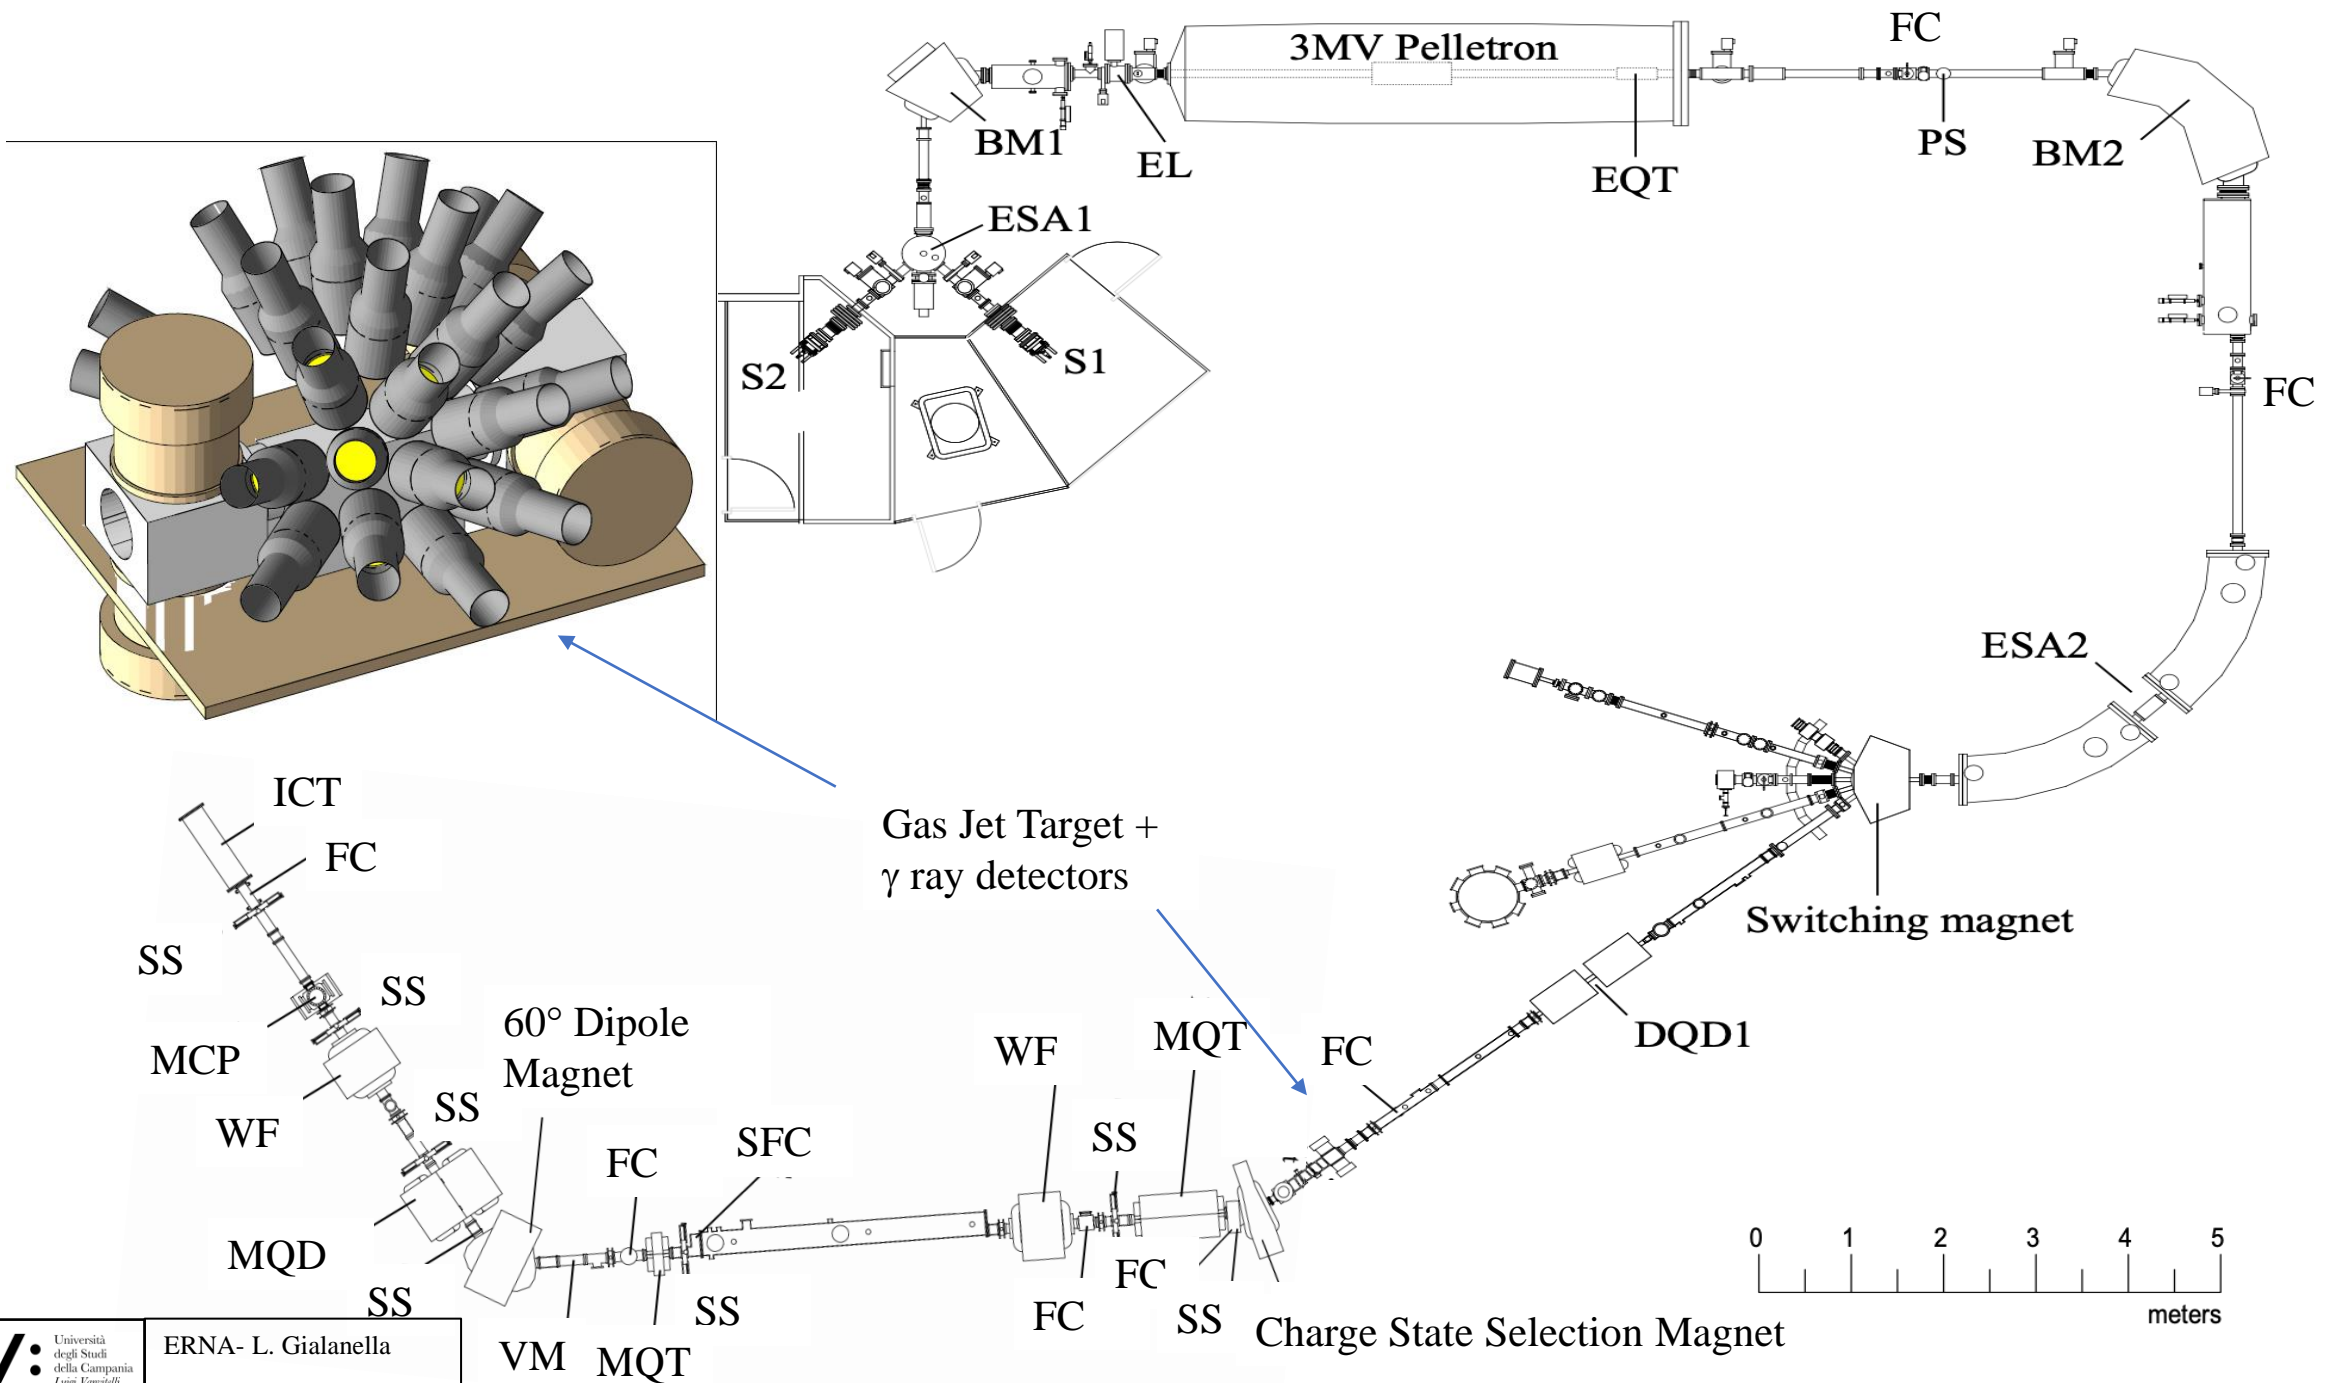 FC
3MV Pelletron
BM1
EL
EQT
PS
BM2
ESA1
S2
S1
FC
ESA2
ICT
FC
Gas Jet Target +
γ ray detectors
Switching magnet
SS
SS
60° Dipole
Magnet
MCP
WF
MQT
FC
DQD1
WF
SS
FC
SFC
SS
MQD
SS
VM
MQT
SS
FC
FC
SS
Charge State Selection Magnet
0 1 2 3 4 5
meters
Università
degli Studi
della Campania
Luigi Vanvitelli
ERNA- L. Gialanella